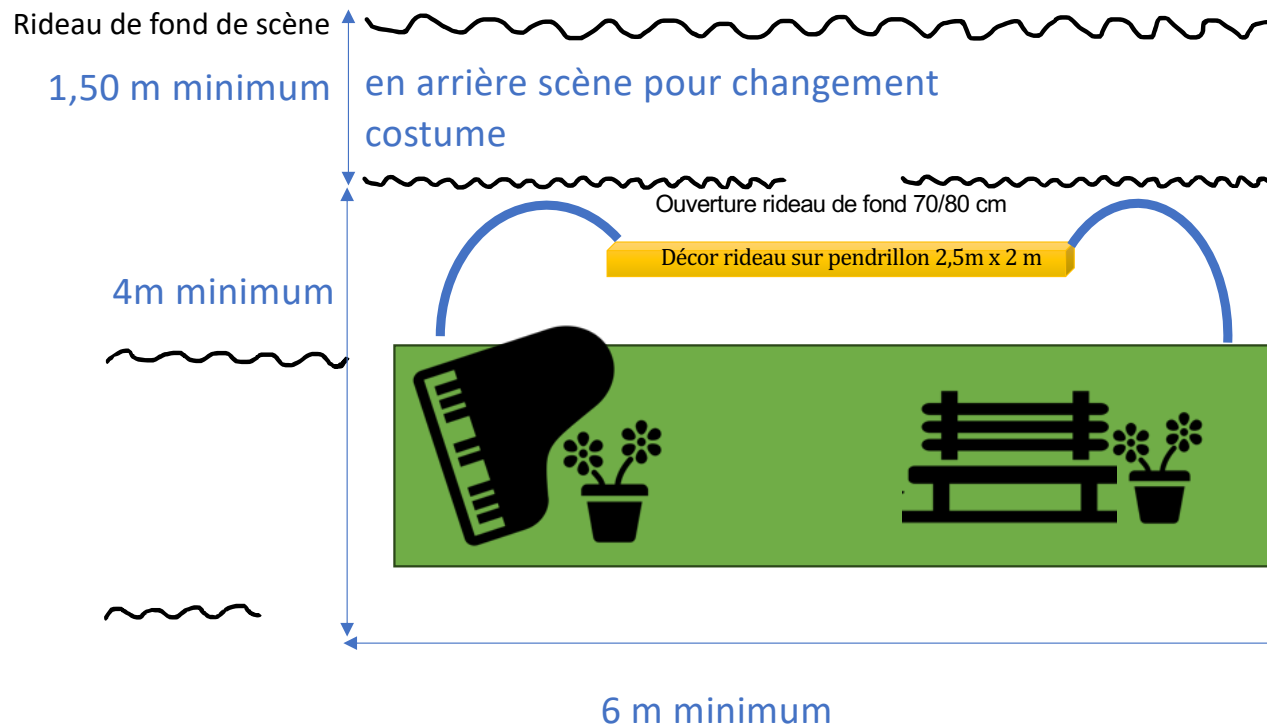 Rideau de fond de scène
1,50 m minimum
en arrière scène pour changement
costume
Ouverture rideau de fond 70/80 cm
Décor rideau sur pendrillon 2,5m x 2 m
4m minimum
6 m minimum